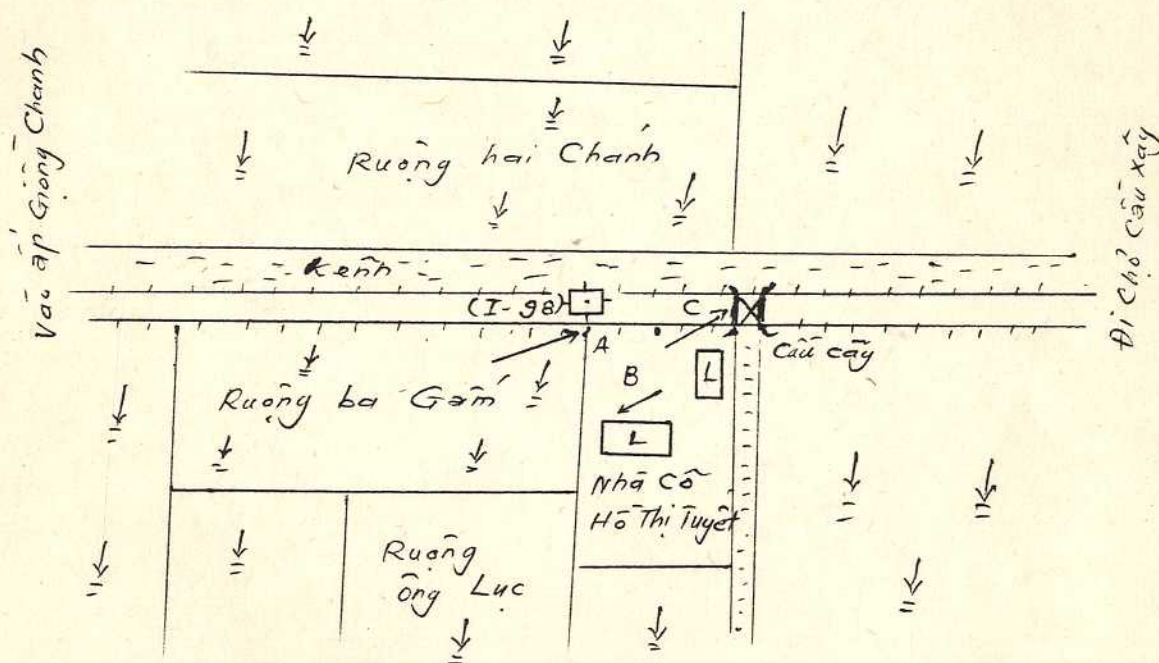 Vào ấp Giồng Chanh
Ruộng hai Chánh
Đi Chợ Cầu Xây
Kênh
(I-98)
C
A
Cầu cây
B
L
Ruộng ba Gấm
L
Nhà Cô
Hồ Thị Tuyết
Ruộng
ông Lục